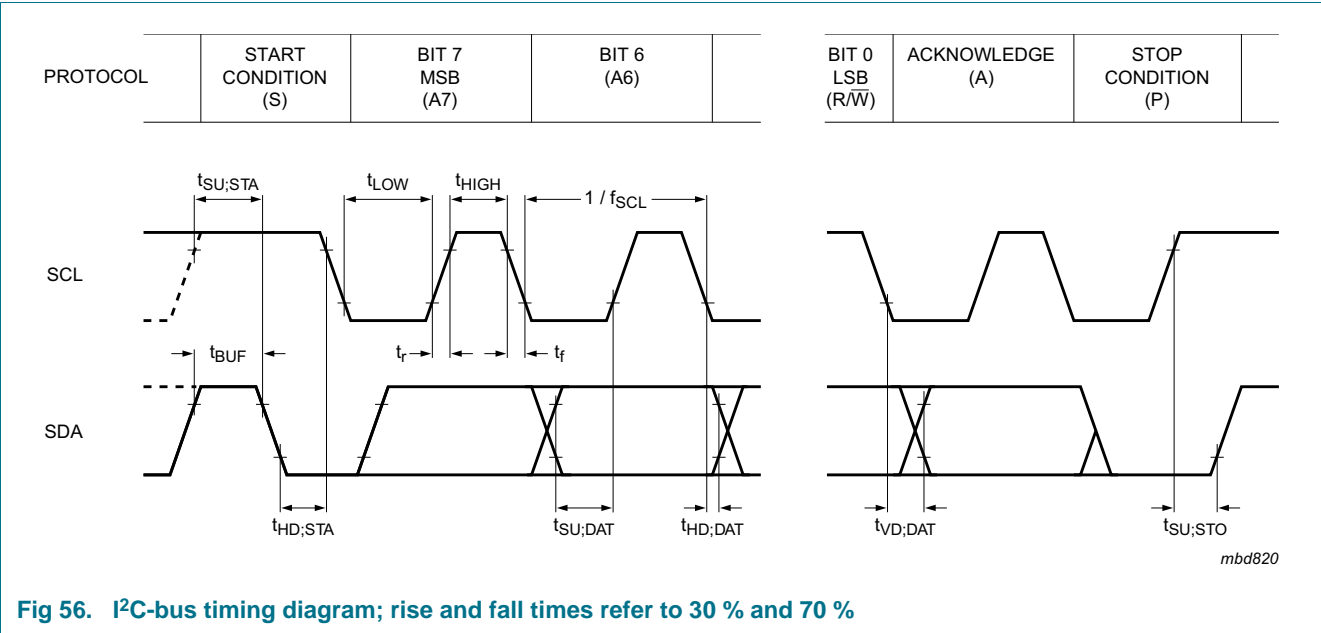 PROTOCOL
START
CONDITION
(S)
BIT 7
MSB
(A7)
BIT 6
(A6)
BIT 0
LSB
(R/W̅)
ACKNOWLEDGE
(A)
STOP
CONDITION
(P)
tSU;STA
tLOW
tHIGH
1 / fSCL
SCL
tBUF
tr
tf
SDA
tHD;STA
tSU;DAT
tHD;DAT
tVD;DAT
tSU;STO
mbd820
Fig 56. I²C-bus timing diagram; rise and fall times refer to 30 % and 70 %